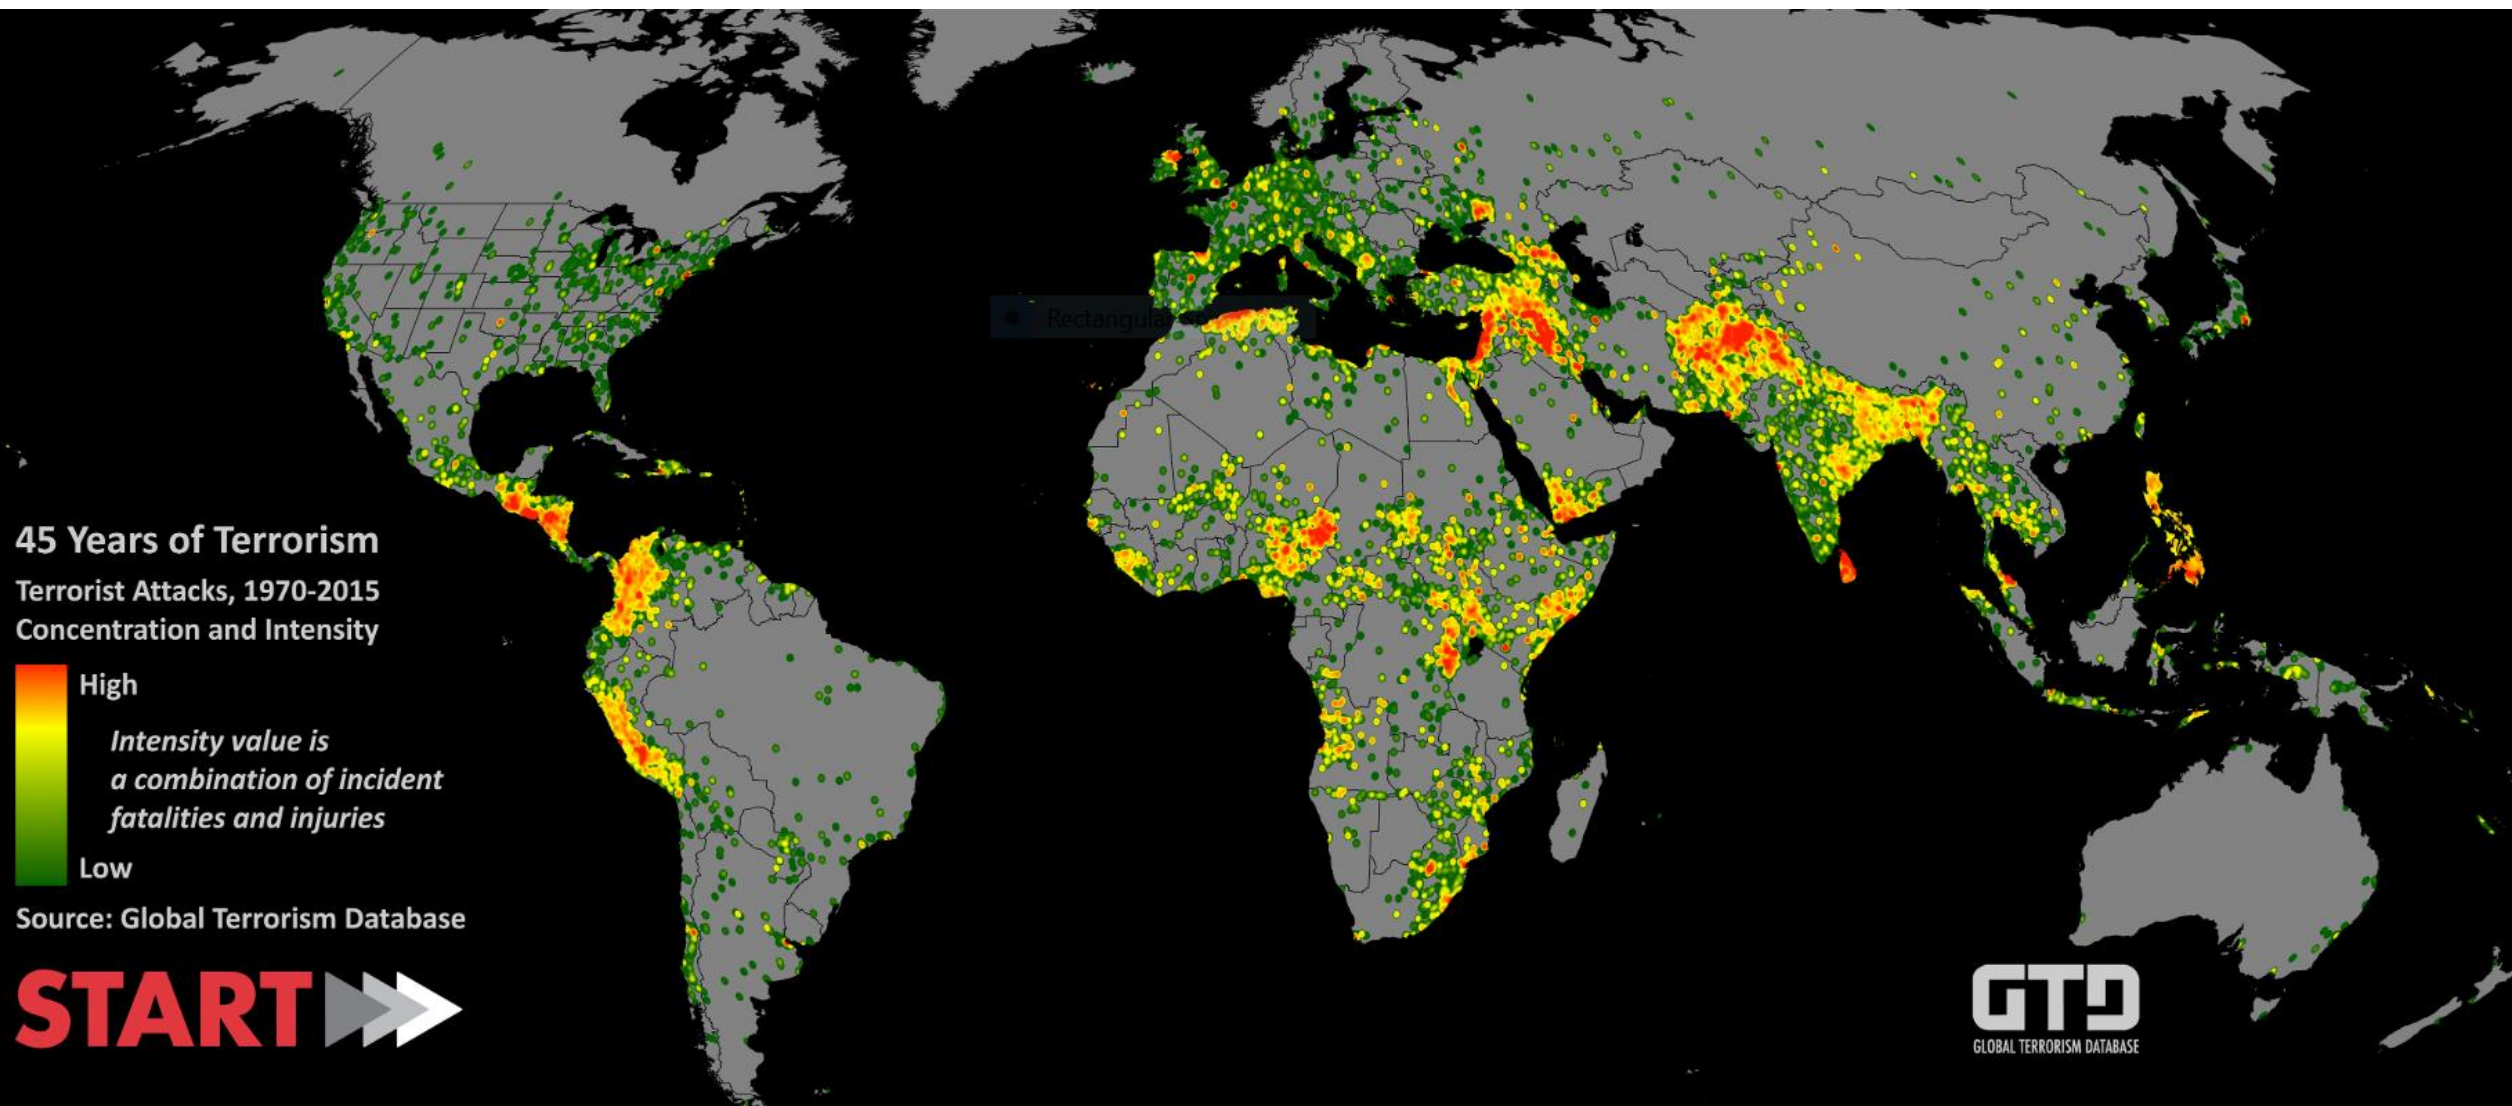 Rectangular
45 Years of Terrorism
Terrorist Attacks, 1970-2015
Concentration and Intensity
High
Intensity value is
a combination of incident
fatalities and injuries
Low
Source: Global Terrorism Database
START
GTD
GLOBAL TERRORISM DATABASE